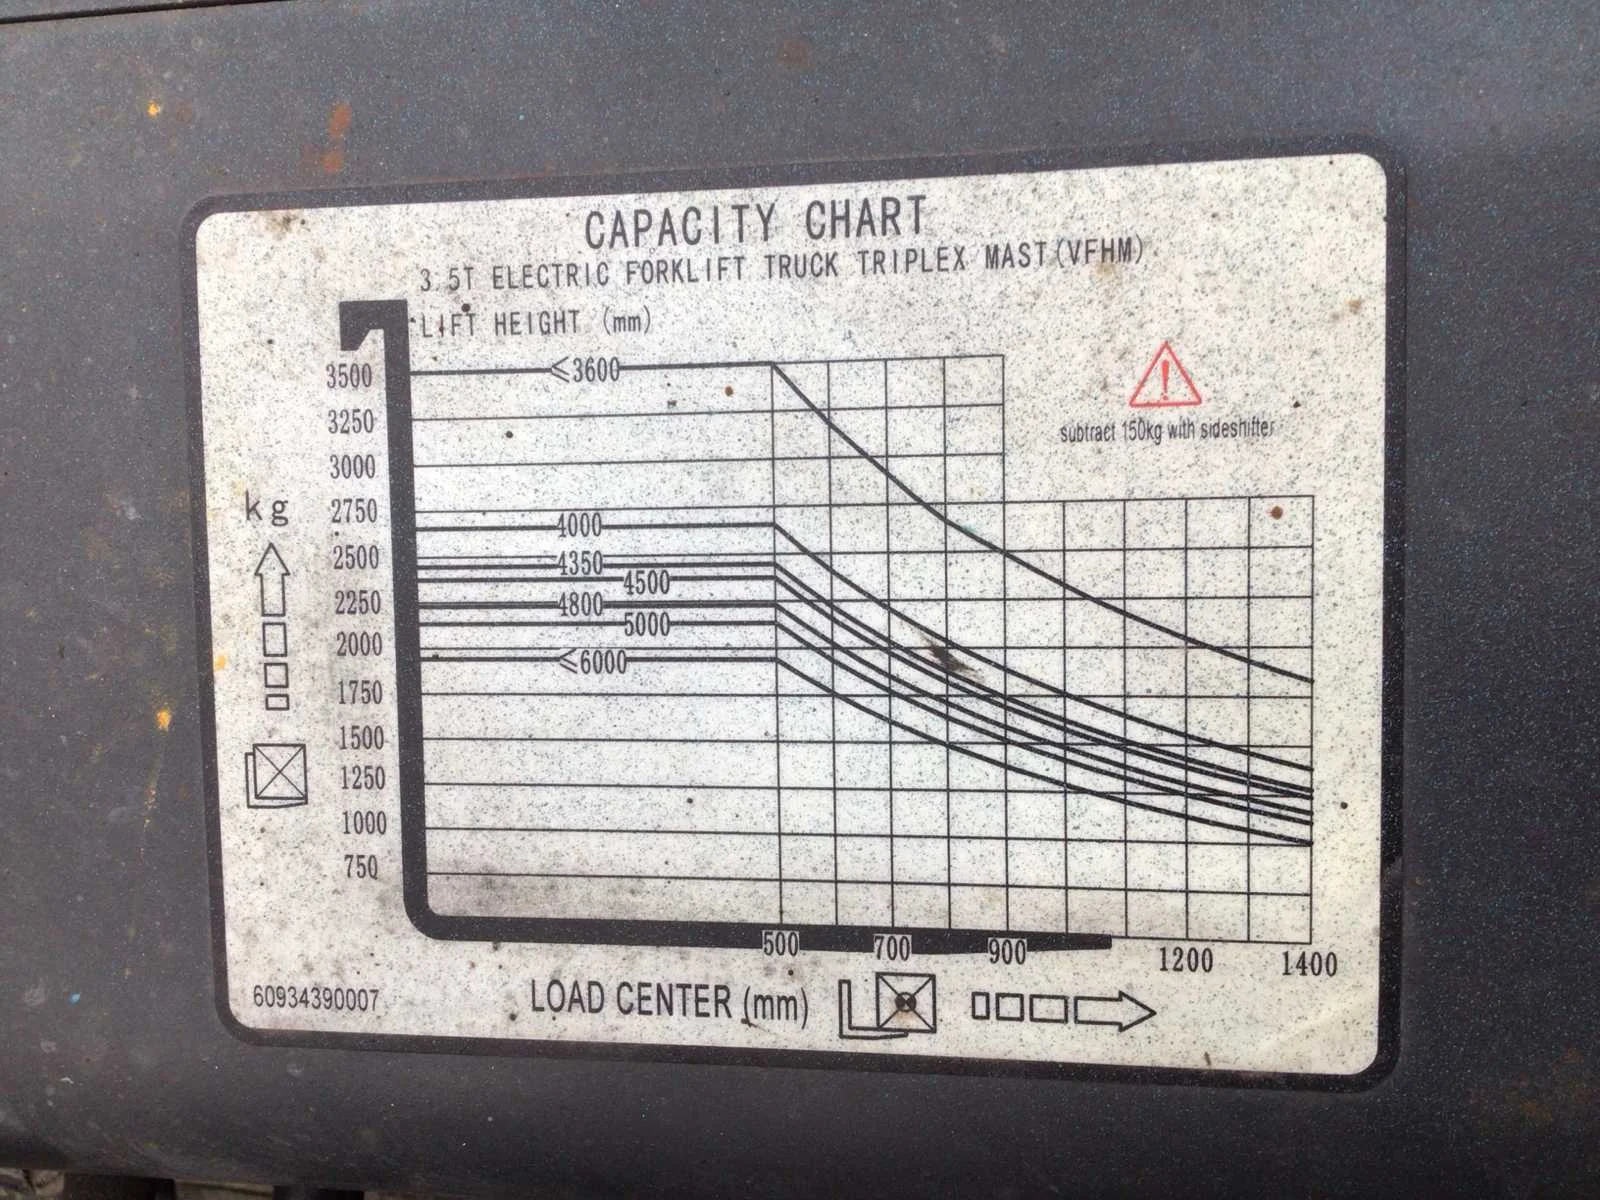 CAPACITY CHART
3.5T ELECTRIC FORKLIFT TRUCK TRIPLEX MAST(VFHM)
LIFT HEIGHT (mm)
3500
≤3600
3250
subtract 150kg with sideshifter
3000
kg
2750
4000
2500
4350
4500
2250
4800
5000
2000
≤6000
1750
1500
1250
1000
750
500 700 900 1200 1400
60934390007
LOAD CENTER (mm)